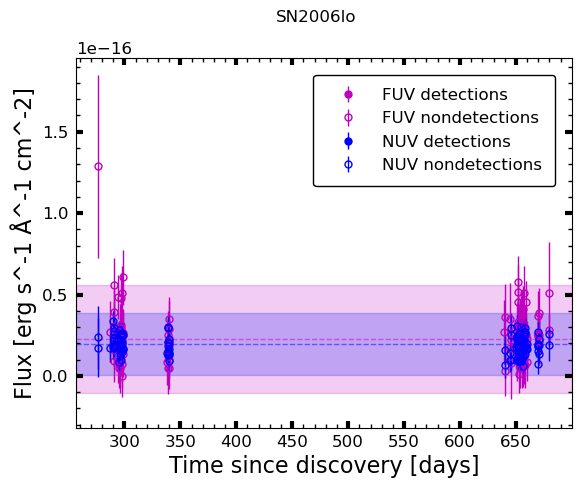 SN2006lo
1e−16
FUV detections
FUV nondetections
NUV detections
NUV nondetections
1.5
1.0
0.5
0.0
Flux [erg s^-1 Å^-1 cm^-2]
300 350 400 450 500 550 600 650
Time since discovery [days]